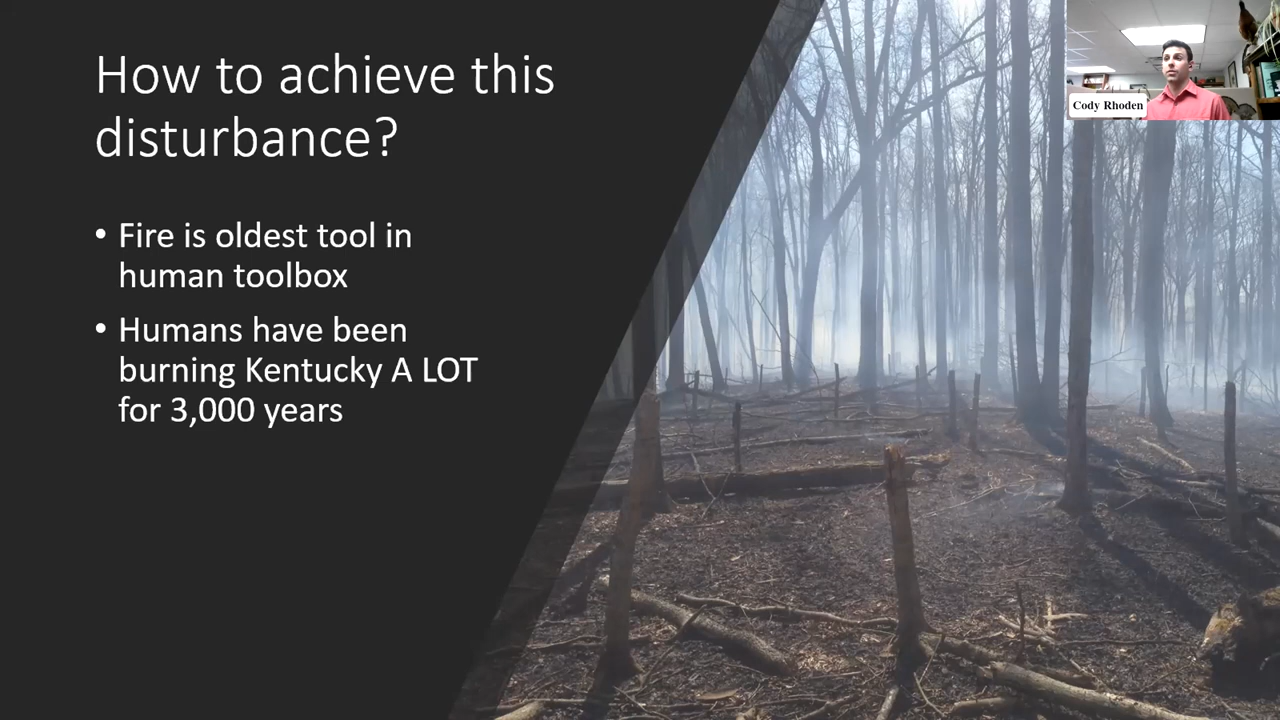 How to achieve this
disturbance?
• Fire is oldest tool in
human toolbox
• Humans have been
burning Kentucky A LOT
for 3,000 years
Cody Rhoden